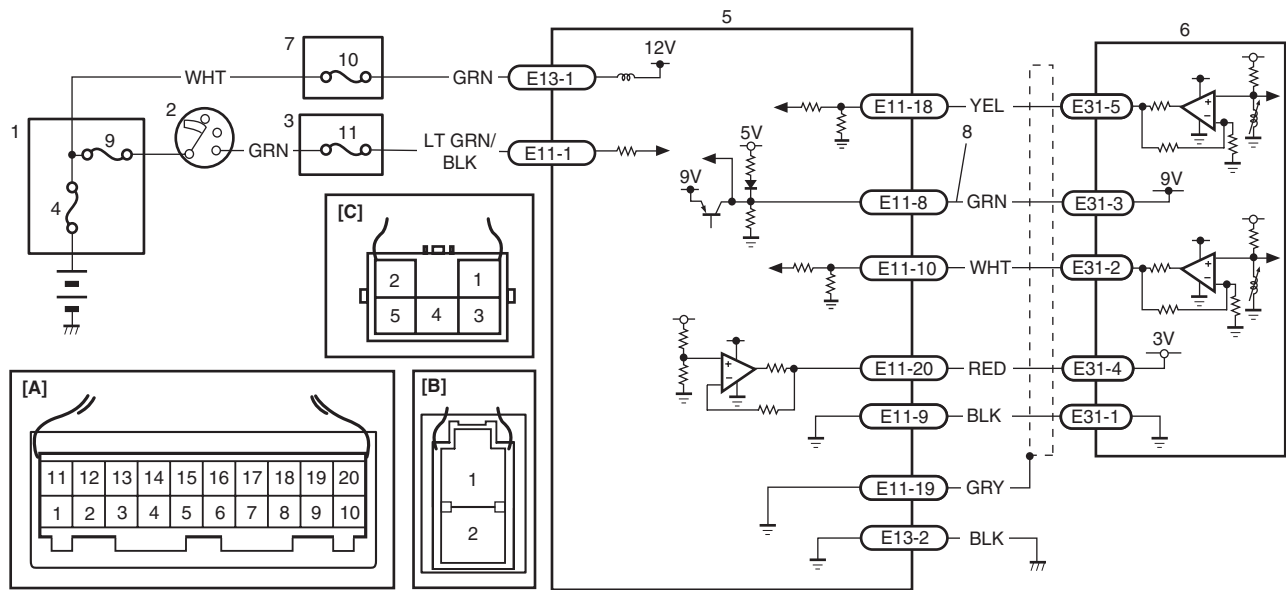 5
7
10
12V
6
WHT
GRN
E13-1
2
1
9
3
11
GRN
LT GRN/
BLK
E11-1
4
E11-18
YEL
E31-5
5V
8
9V
E11-8
GRN
E31-3
9V
E11-10
WHT
E31-2
3V
E11-20
RED
E31-4
E11-9
BLK
E31-1
E11-19
GRY
E13-2
BLK
[C]
2
1
5
4
3
[A]
11 12 13 14 15 16 17 18 19 20
1 2 3 4 5 6 7 8 9 10
[B]
1
2